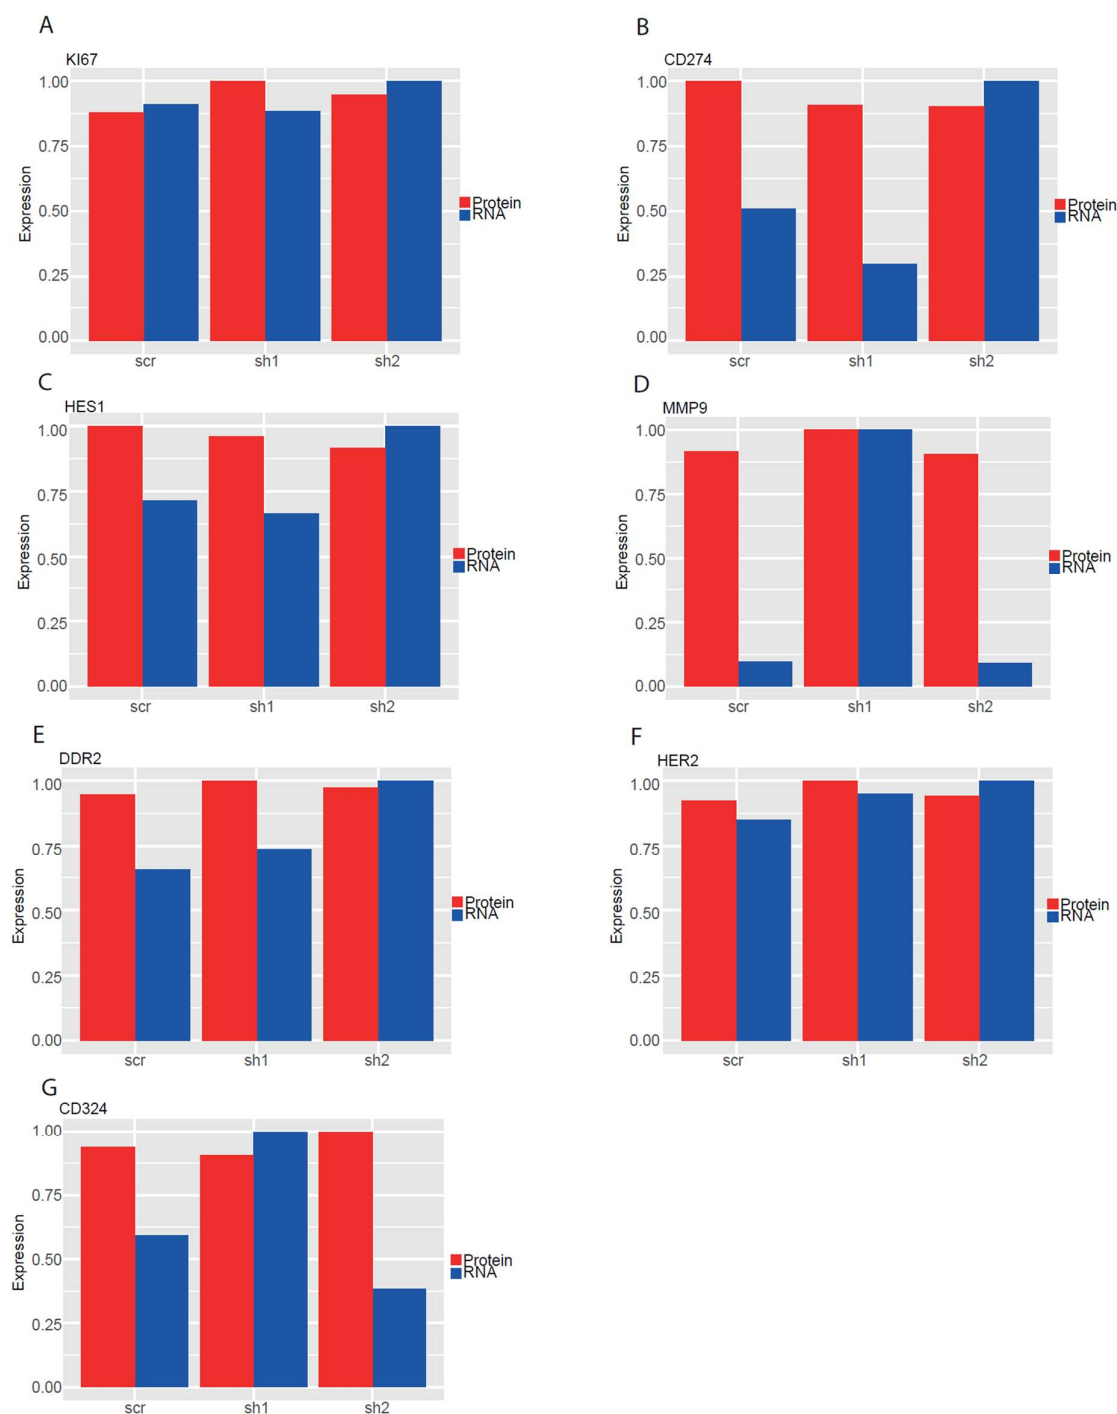 A
KI67
1.00
0.75
0.50
0.25
0.00
Expression
scr sh1 sh2
Protein
RNA
B
CD274
1.00
0.75
0.50
0.25
0.00
Expression
scr sh1 sh2
Protein
RNA
C
HES1
1.00
0.75
0.50
0.25
0.00
Expression
scr sh1 sh2
Protein
RNA
D
MMP9
1.00
0.75
0.50
0.25
0.00
Expression
scr sh1 sh2
Protein
RNA
E
DDR2
1.00
0.75
0.50
0.25
0.00
Expression
scr sh1 sh2
Protein
RNA
F
HER2
1.00
0.75
0.50
0.25
0.00
Expression
scr sh1 sh2
Protein
RNA
G
CD324
1.00
0.75
0.50
0.25
0.00
Expression
scr sh1 sh2
Protein
RNA